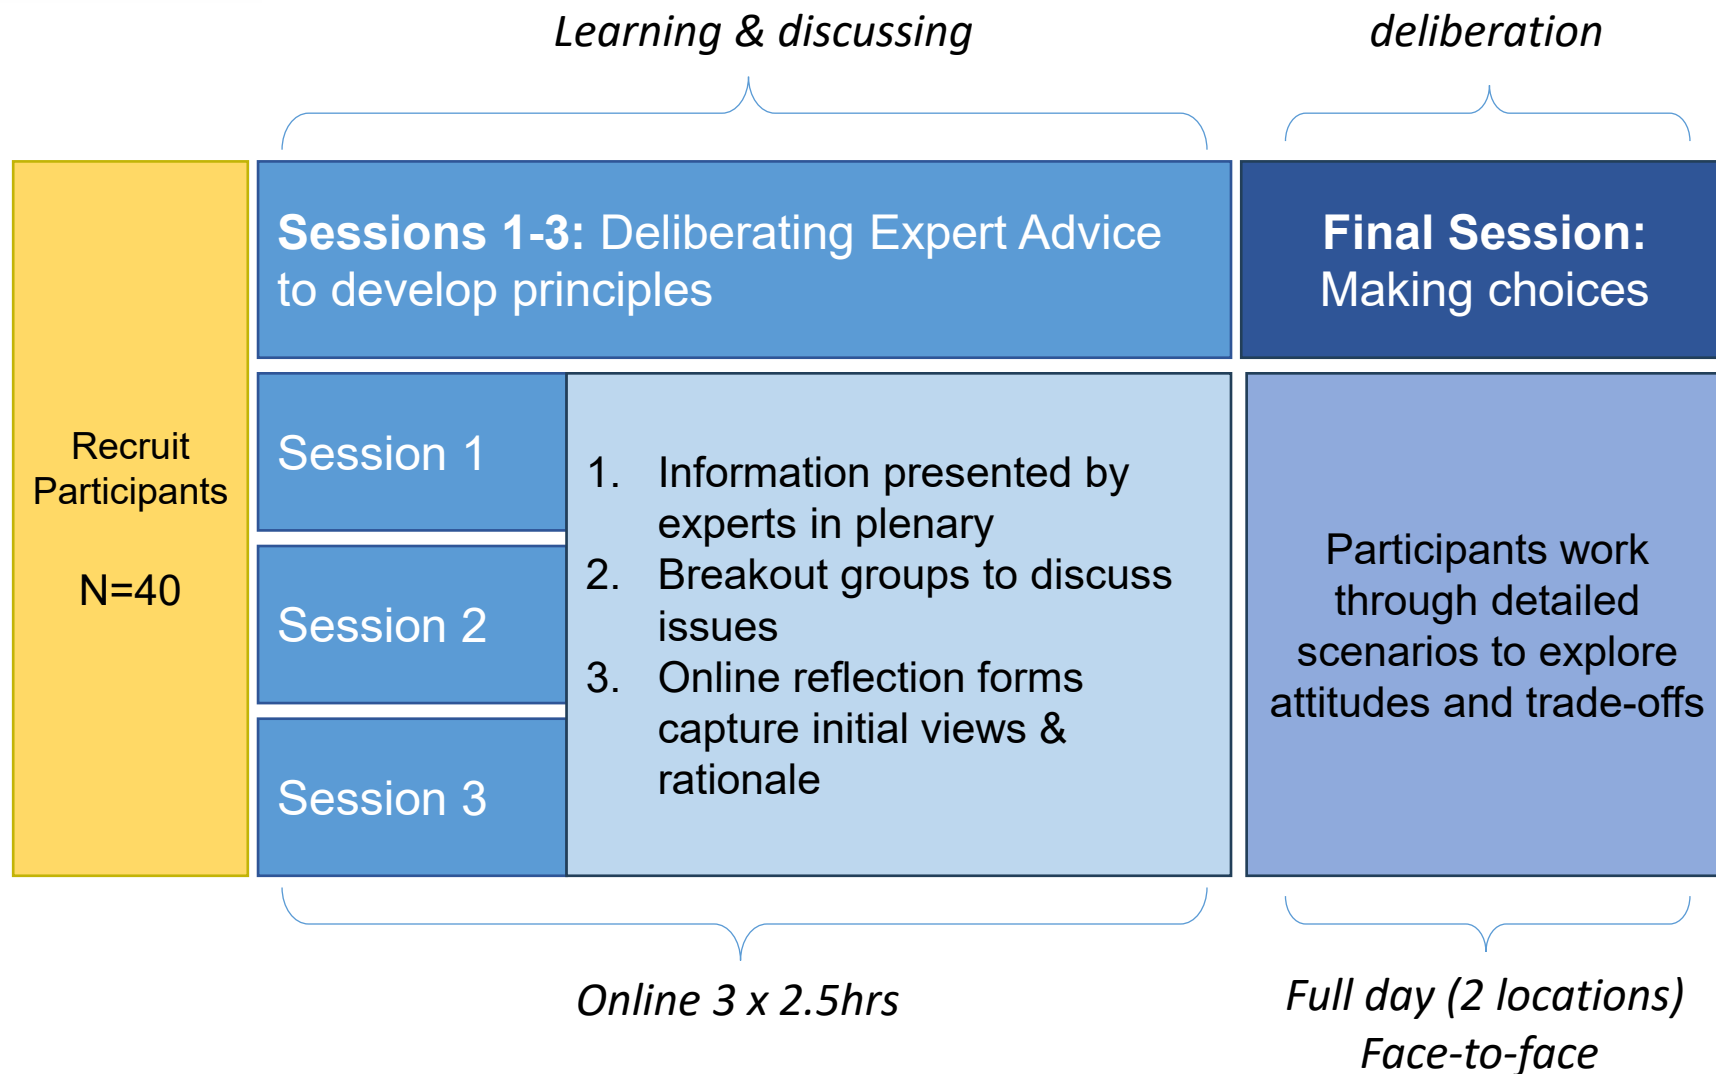 Learning & discussing
deliberation
Recruit
Participants
N=40
Sessions 1-3: Deliberating Expert Advice
to develop principles
Final Session:
Making choices
Session 1
Session 2
Session 3
1. Information presented by
experts in plenary
2. Breakout groups to discuss
issues
3. Online reflection forms
capture initial views &
rationale
Participants work
through detailed
scenarios to explore
attitudes and trade-offs
Online 3 x 2.5hrs
Full day (2 locations)
Face-to-face